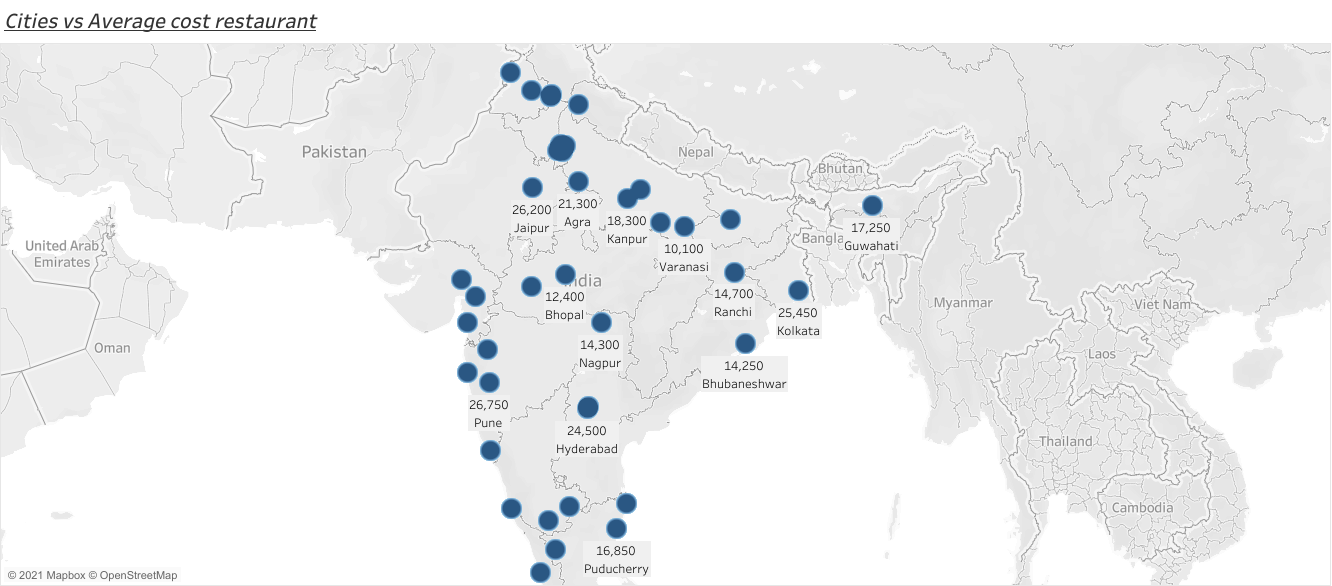 Cities vs Average cost restaurant
Pakistan
Nepal
Bhutan
26,200
Jaipur
21,300
Agra
18,300
Kanpur
10,100
Varanasi
17,250
Guwahati
Bangla
United Arab
Emirates
Oman
India
12,400
Bhopal
14,700
Ranchi
25,450
Kolkata
Myanmar
Viet Nam
Laos
14,300
Nagpur
14,250
Bhubaneshwar
26,750
Pune
24,500
Hyderabad
Thailand
Cambodia
16,850
Puducherry
© 2021 Mapbox © OpenStreetMap